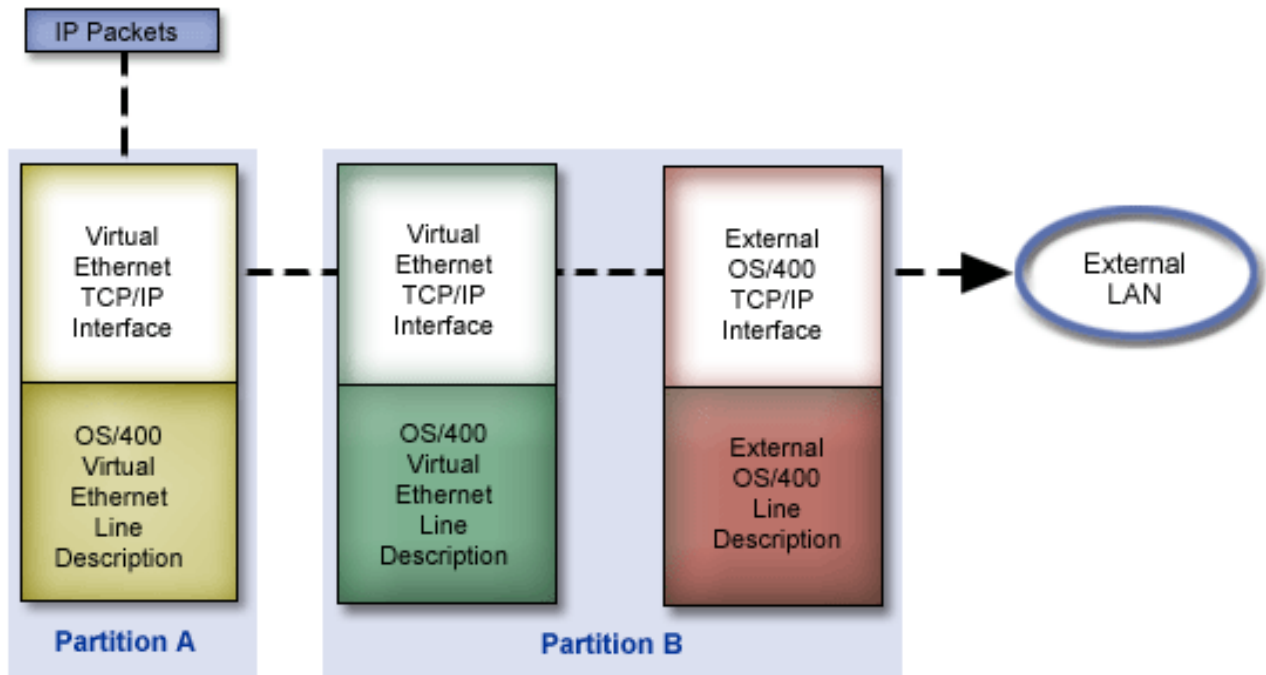 IP Packets
Virtual
Ethernet
TCP/IP
Interface
OS/400
Virtual
Ethernet
Line
Description
Partition A
Virtual
Ethernet
TCP/IP
Interface
OS/400
Virtual
Ethernet
Line
Description
External
OS/400
TCP/IP
Interface
External
OS/400
Line
Description
Partition B
External
LAN